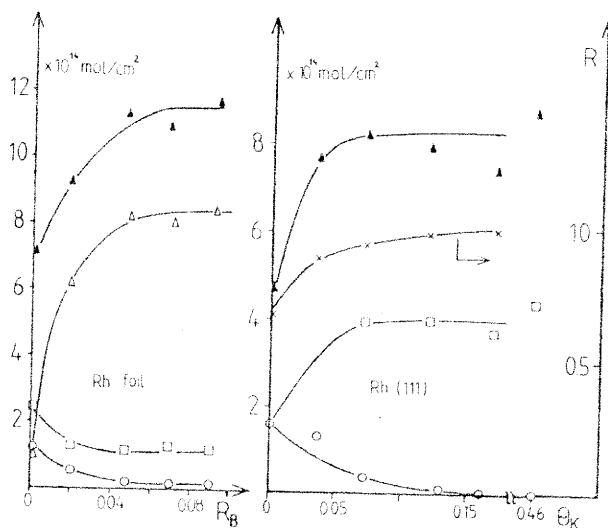 ×10¹⁴ mol/cm²
12
10
8
6
4
2
0
0.04
0.08
R_B
Rh foil
×10¹⁴ mol/cm²
8
6
4
2
0
0.05
0.15
0.46
Θ_K
Rh (111)
R
1.0
0.5